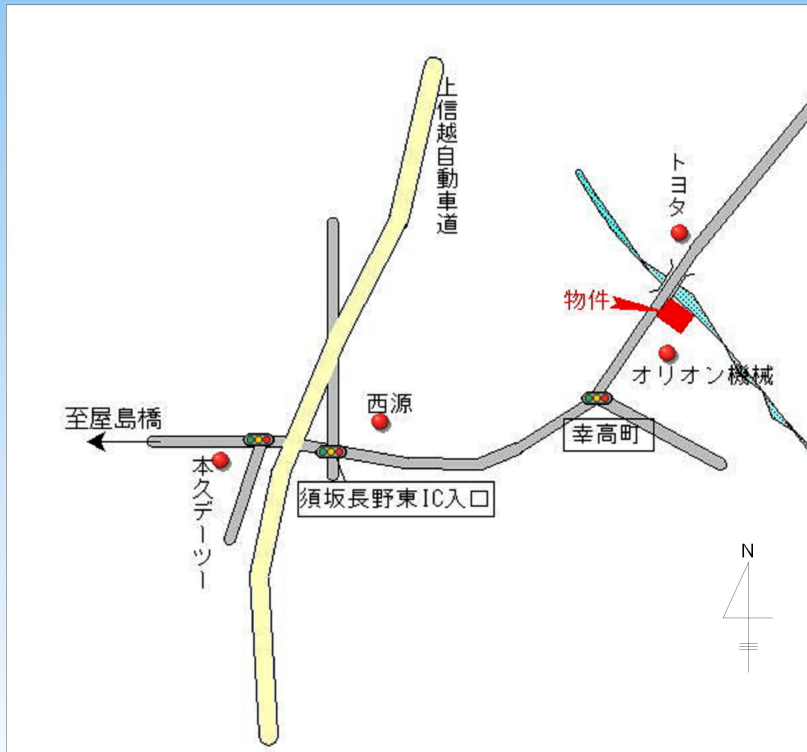 上信越自動車道
トヨタ
物件
オリオン機械
西源
至屋島橋
幸高町
本久デーツー
須坂長野東IC入口
N